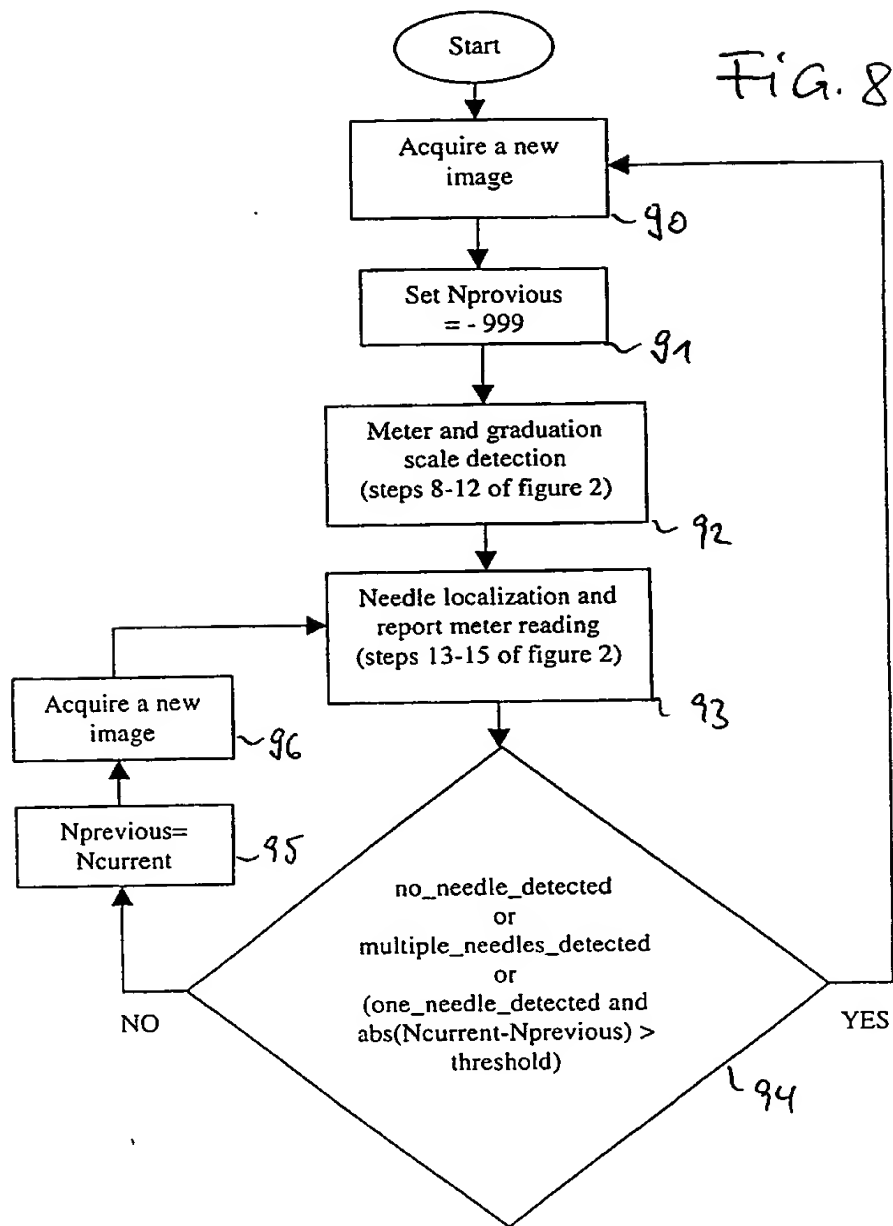 Start
FiG. 8
Acquire a new
image
90
Set Nprovious
= - 999
91
Meter and graduation
scale detection
(steps 8-12 of figure 2)
92
Needle localization and
report meter reading
(steps 13-15 of figure 2)
93
Acquire a new
image
96
Nprevious=
Ncurrent
95
no_needle_detected
or
multiple_needles_detected
or
(one_needle_detected and
abs(Ncurrent-Nprevious) >
threshold)
NO
YES
94